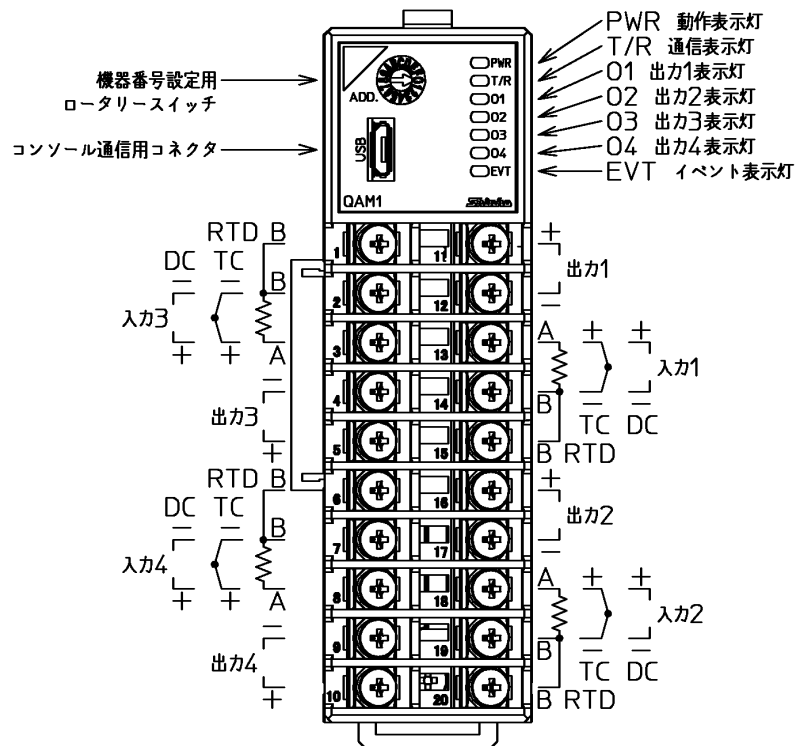 PWR 動作表示灯
T/R 通信表示灯
O1 出力1表示灯
O2 出力2表示灯
O3 出力3表示灯
O4 出力4表示灯
EVT イベント表示灯
機器番号設定用
ロータリースイッチ
コンソール通信用コネクタ
ADD.
USB
PWR
T/R
O1
O2
O3
O4
EVT
QAM1
Shinko
RTD B
DC TC
− −
B
入力3
+ +
A
−
出力3
+
RTD B
DC TC
− −
B
入力4
+ +
A
−
出力4
+
1
2
3
4
5
6
7
8
9
10
11
12
13
14
15
16
17
18
19
20
+
出力1
−
A + +
入力1
B − −
TC DC
B RTD
+
出力2
−
A + +
入力2
B − −
TC DC
B RTD